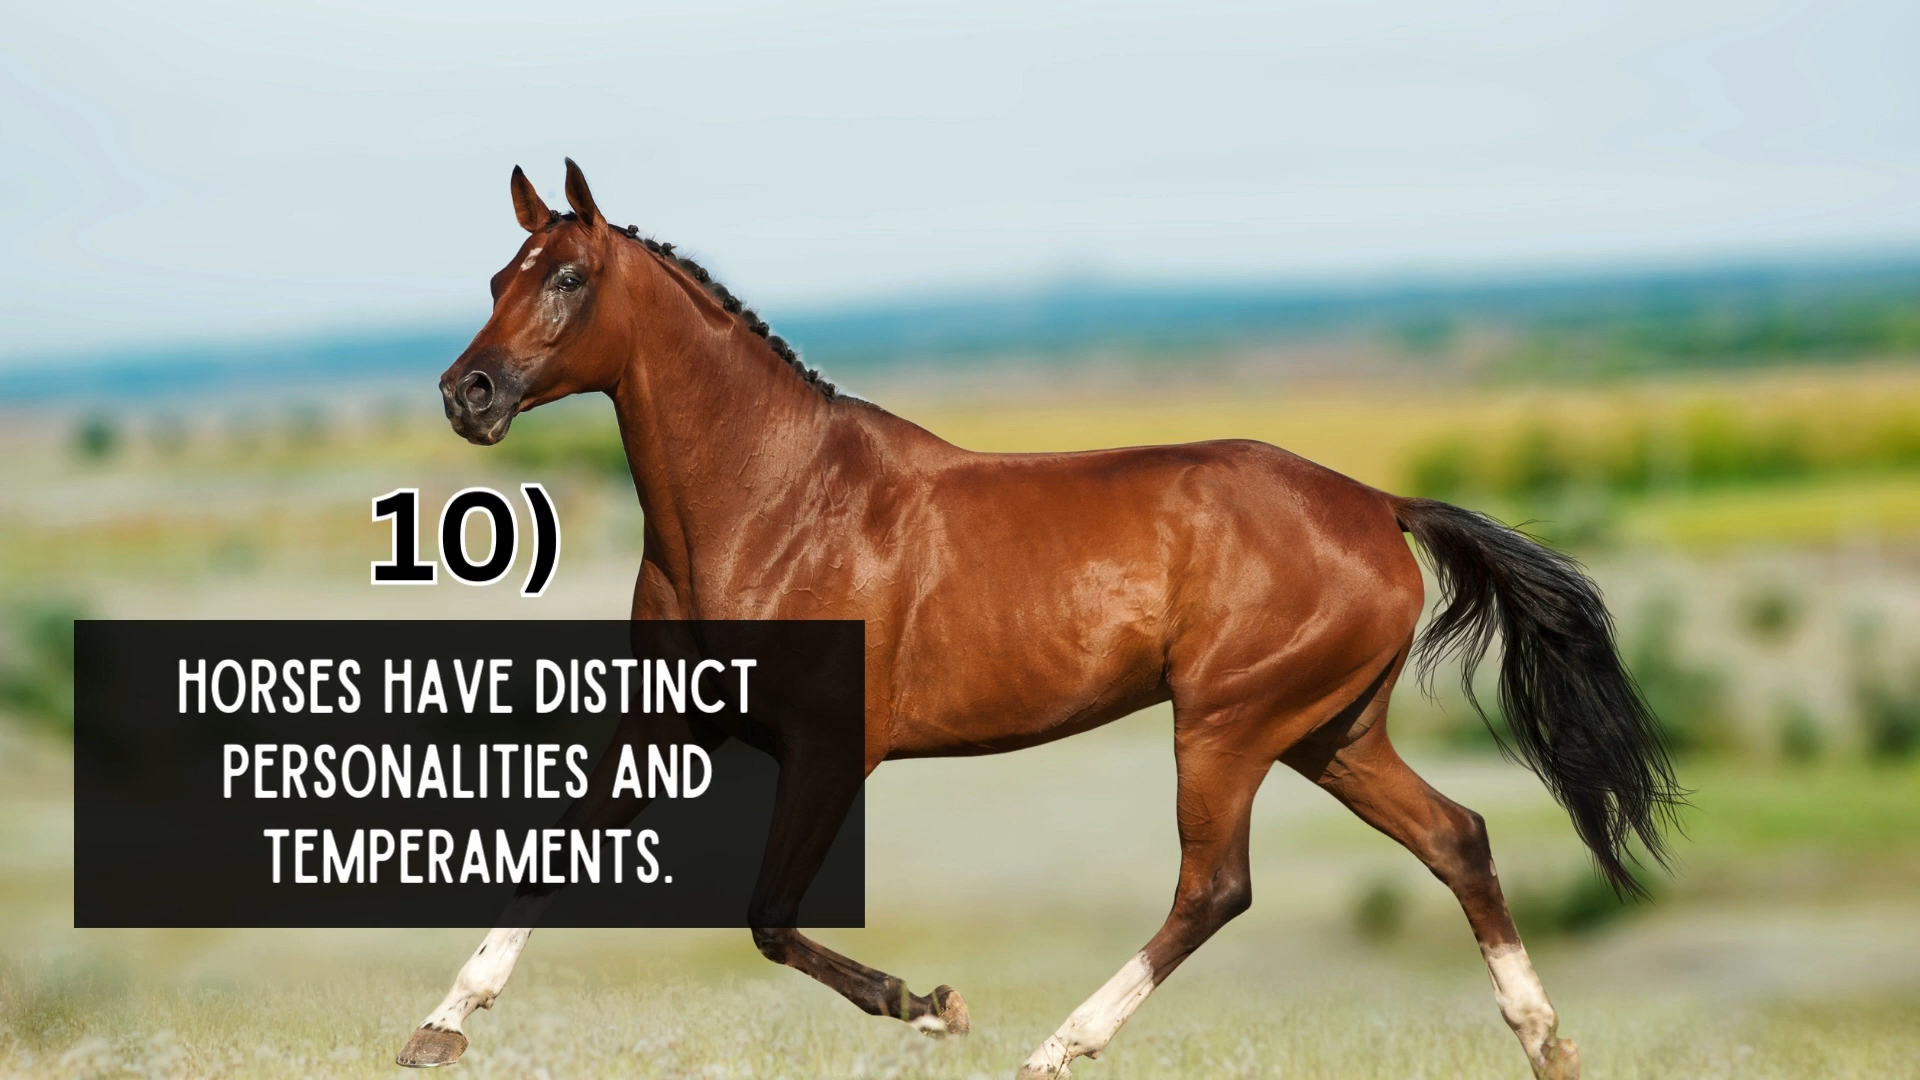 10)
HORSES HAVE DISTINCT
PERSONALITIES AND
TEMPERAMENTS.